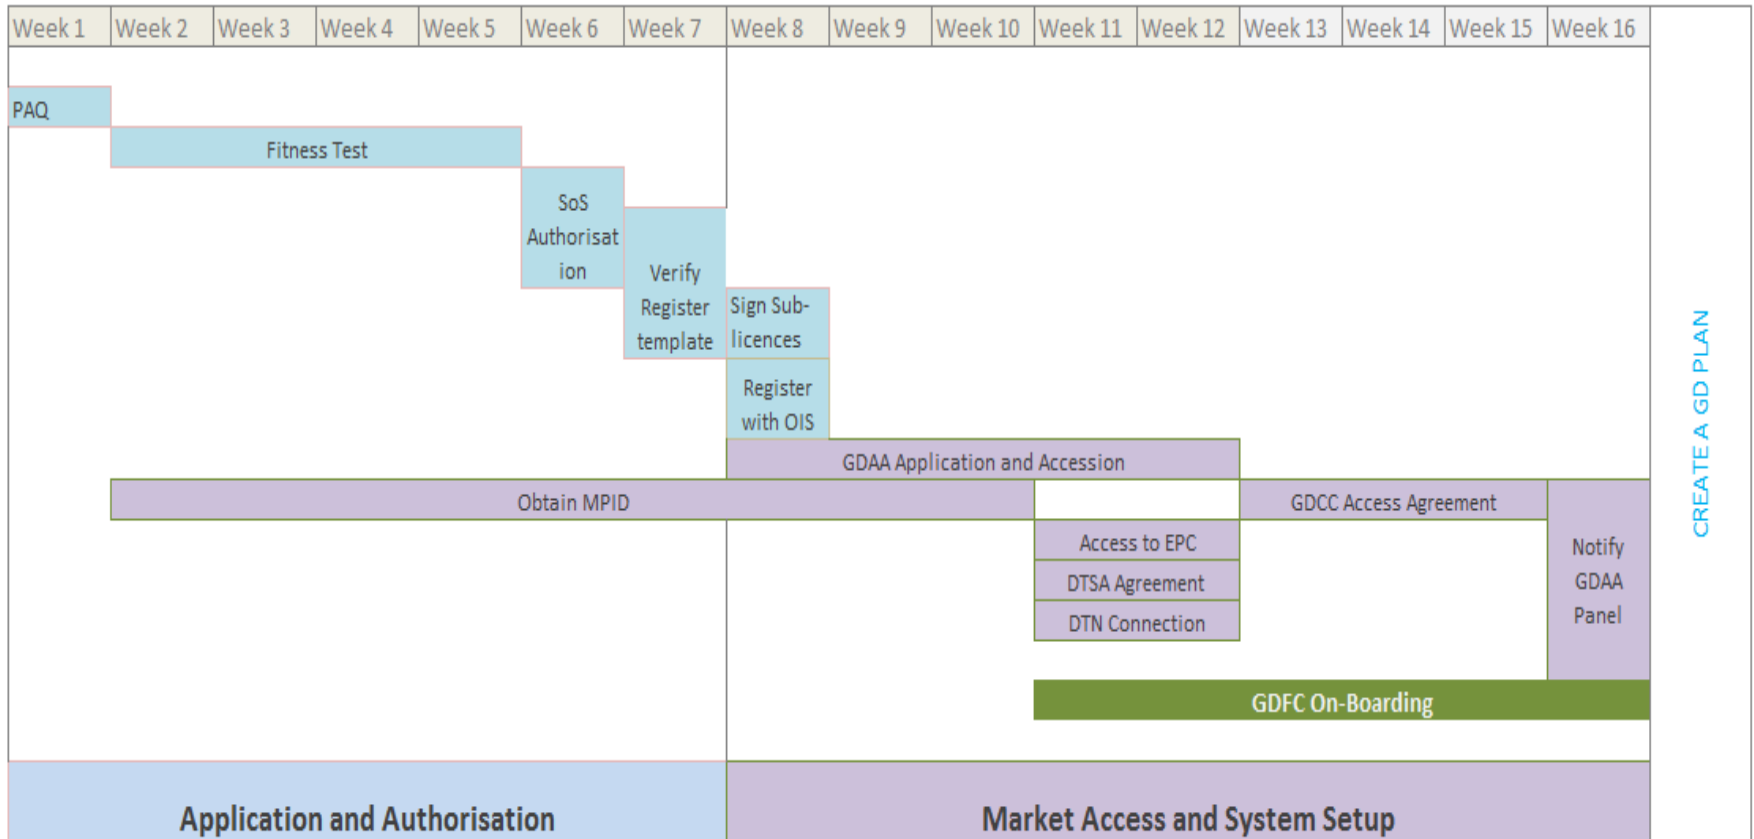 Week 1 Week 2 Week 3 Week 4 Week 5 Week 6 Week 7 Week 8 Week 9 Week 10 Week 11 Week 12 Week 13 Week 14 Week 15 Week 16
PAQ
Fitness Test
SoS
Authorisat
ion
Verify
Register
template
Sign Sub-
licences
Register
with OIS
GDAA Application and Accession
Obtain MPID
GDCC Access Agreement
Access to EPC
DTSA Agreement
DTN Connection
Notify
GDAA
Panel
GDFC On-Boarding
Application and Authorisation
Market Access and System Setup
CREATE A GD PLAN